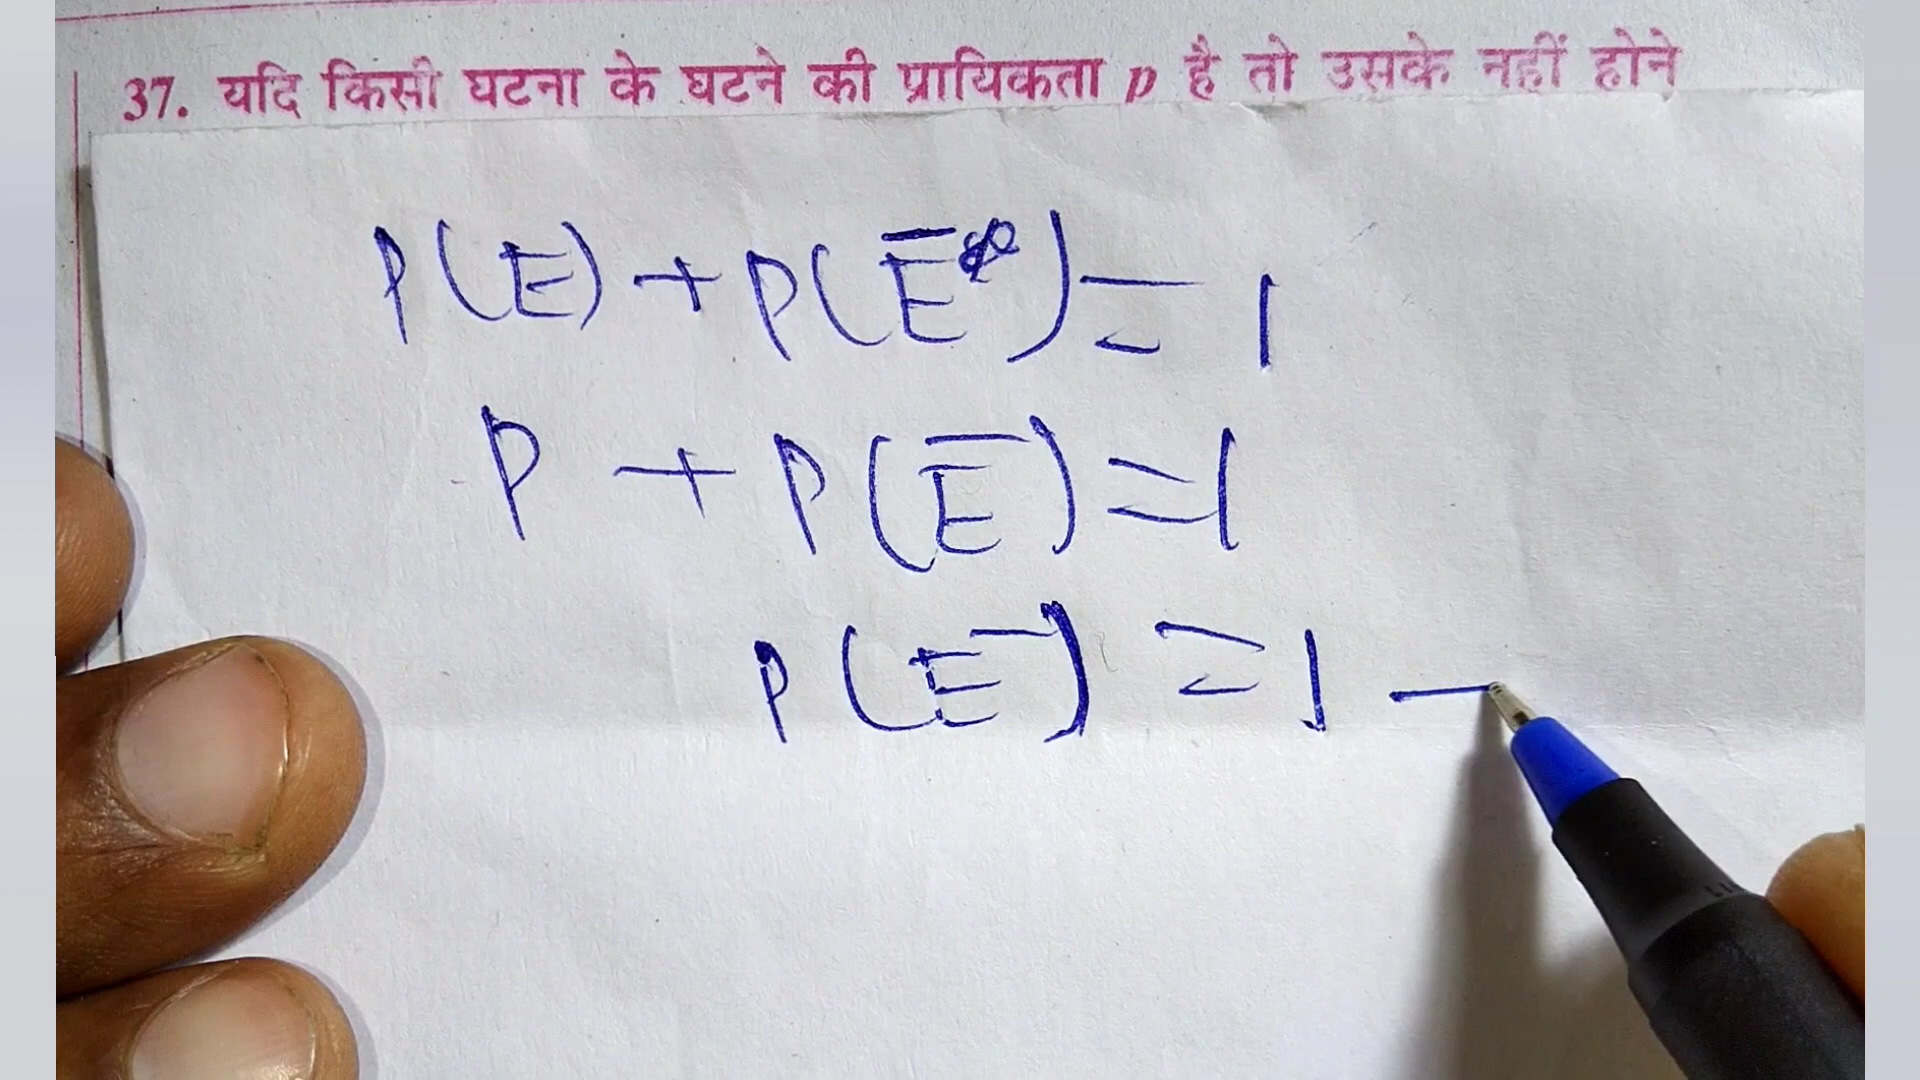 37. यदि किसी घटना के घटने की प्रायिकता p है तो उसके नहीं होने
P(E) + P(E̅) = 1
P + P(E̅) = 1
P(E̅) = 1 –